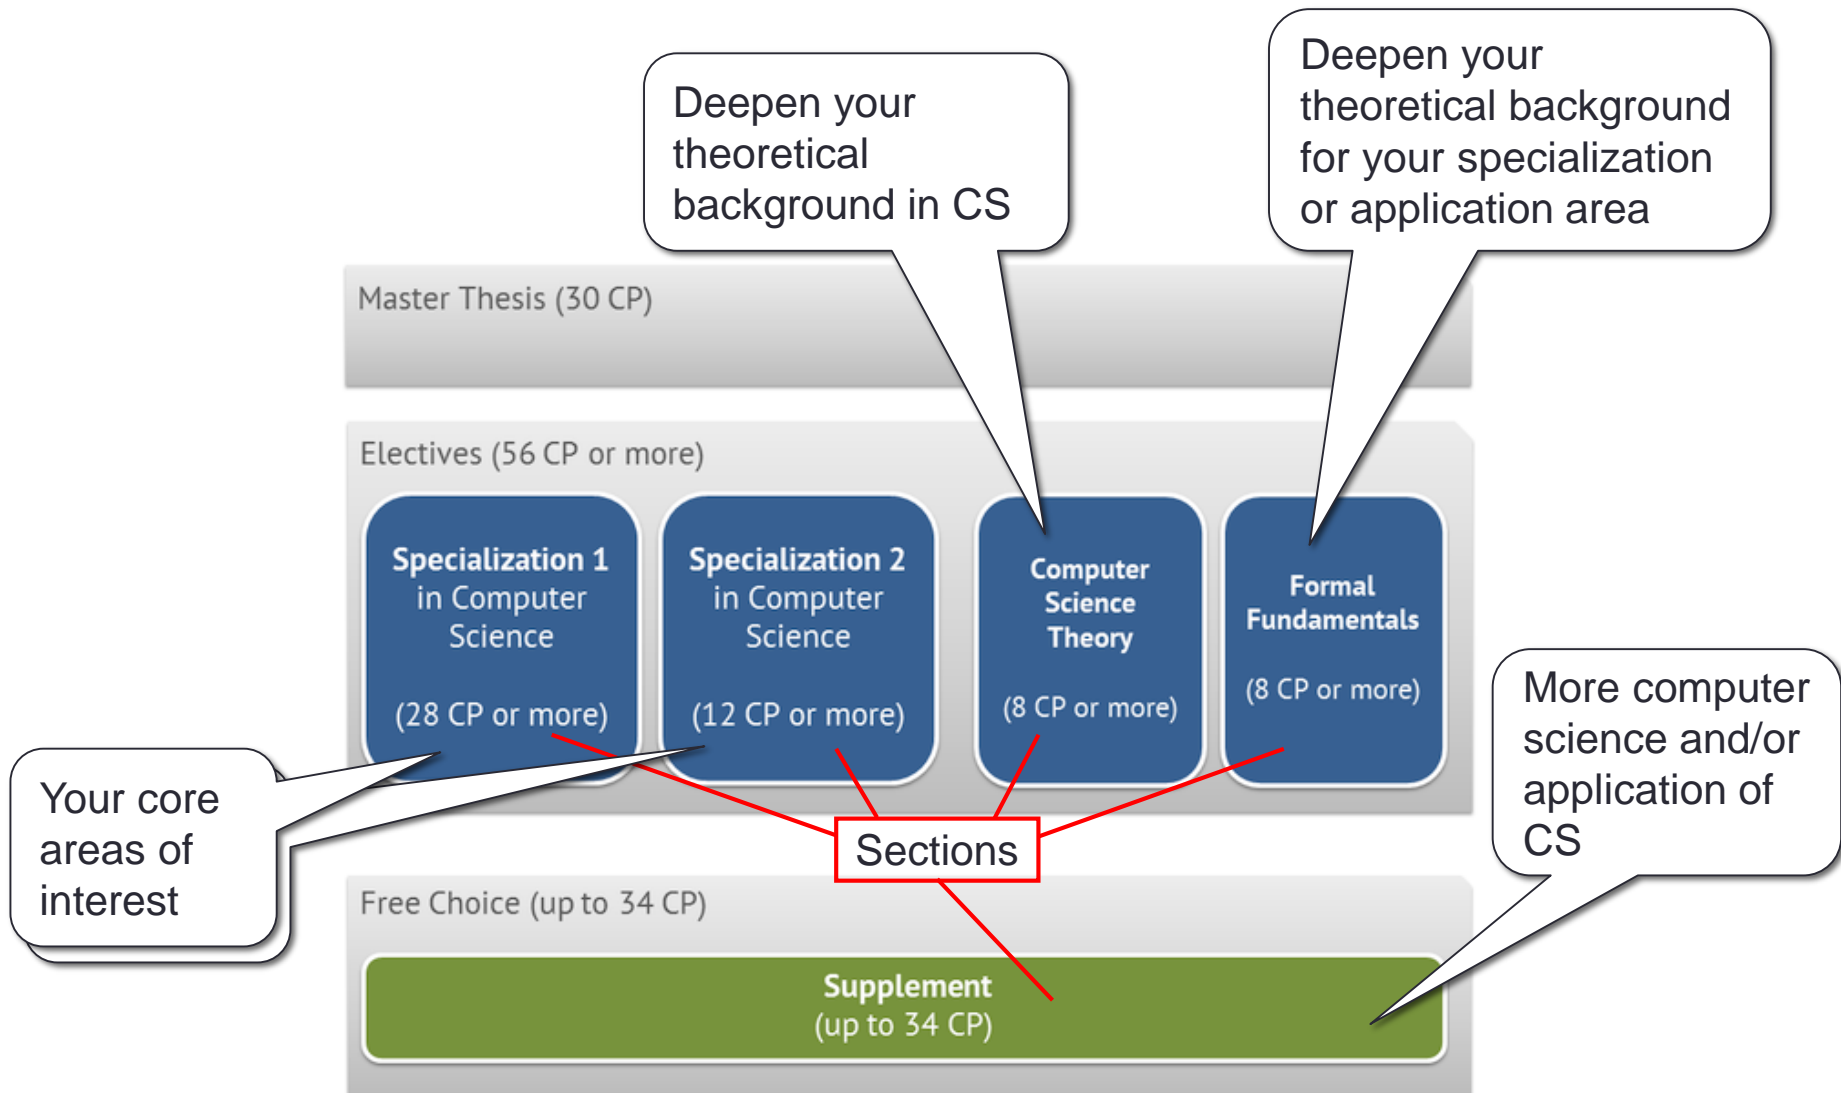 Deepen your
theoretical
background in CS
Deepen your
theoretical background
for your specialization
or application area
Master Thesis (30 CP)
Electives (56 CP or more)
Specialization 1
in Computer
Science
(28 CP or more)
Specialization 2
in Computer
Science
(12 CP or more)
Computer
Science
Theory
(8 CP or more)
Formal
Fundamentals
(8 CP or more)
Your core
areas of
interest
Sections
More computer
science and/or
application of
CS
Free Choice (up to 34 CP)
Supplement
(up to 34 CP)